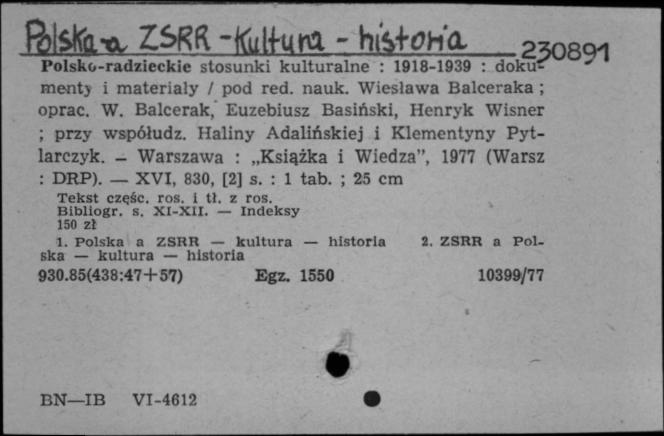 Polska a ZSRR - kultura - historia
230891
Polsko-radzieckie stosunki kulturalne : 1918-1939 : doku-
menty i materiały / pod red. nauk. Wiesława Balceraka ;
oprac. W. Balcerak, Euzebiusz Basiński, Henryk Wisner
; przy współudz. Haliny Adalińskiej i Klementyny Pyt-
larczyk. — Warszawa : „Książka i Wiedza”, 1977 (Warsz
: DRP). — XVI, 830, [2] s. : 1 tab. ; 25 cm
Tekst częśc. ros. i tł. z ros.
Bibliogr. s. XI-XII. — Indeksy
150 zł
1. Polska a ZSRR — kultura — historia 2. ZSRR a Pol-
ska — kultura — historia
930.85(438:47+57) Egz. 1550 10399/77
BN—IB VI-4612